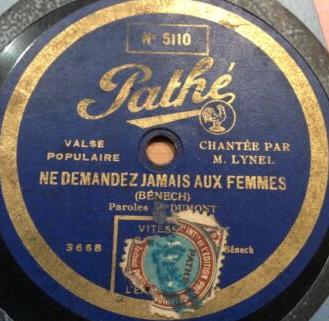 Nº 5110
Pathé
VALSE
POPULAIRE
CHANTÉE PAR
M. LYNEL
NE DEMANDEZ JAMAIS AUX FEMMES
(BÉNECH)
Paroles DUMONT
VITESS
3668
Bénech
PATHÉ